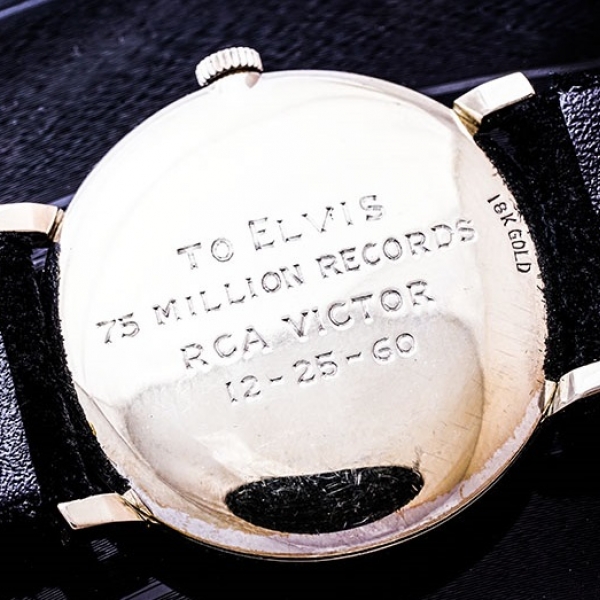 TO ELVIS
75 MILLION RECORDS
RCA VICTOR
12-25-60
18K GOLD